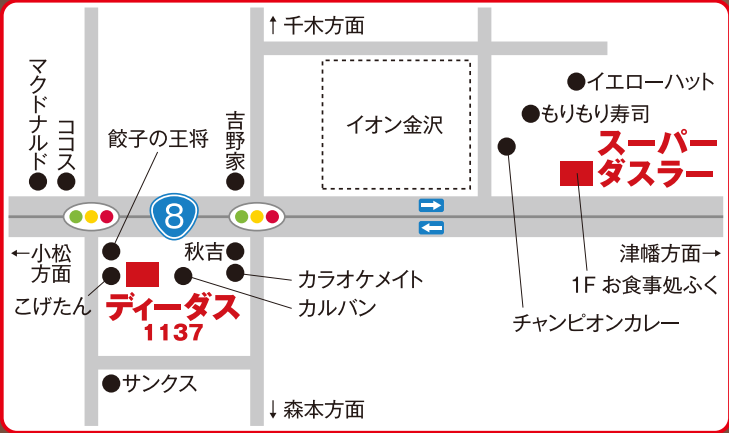 ↑千木方面
マクドナルド
ココス
餃子の王将
吉野家
イオン金沢
イエローハット
もりもり寿司
スーパー
ダスラー
8
←小松
方面
秋吉
津幡方面→
こげたん
ディーダス
1137
カラオケメイト
カルバン
1F お食事処ふく
チャンピオンカレー
サンクス
↓森本方面